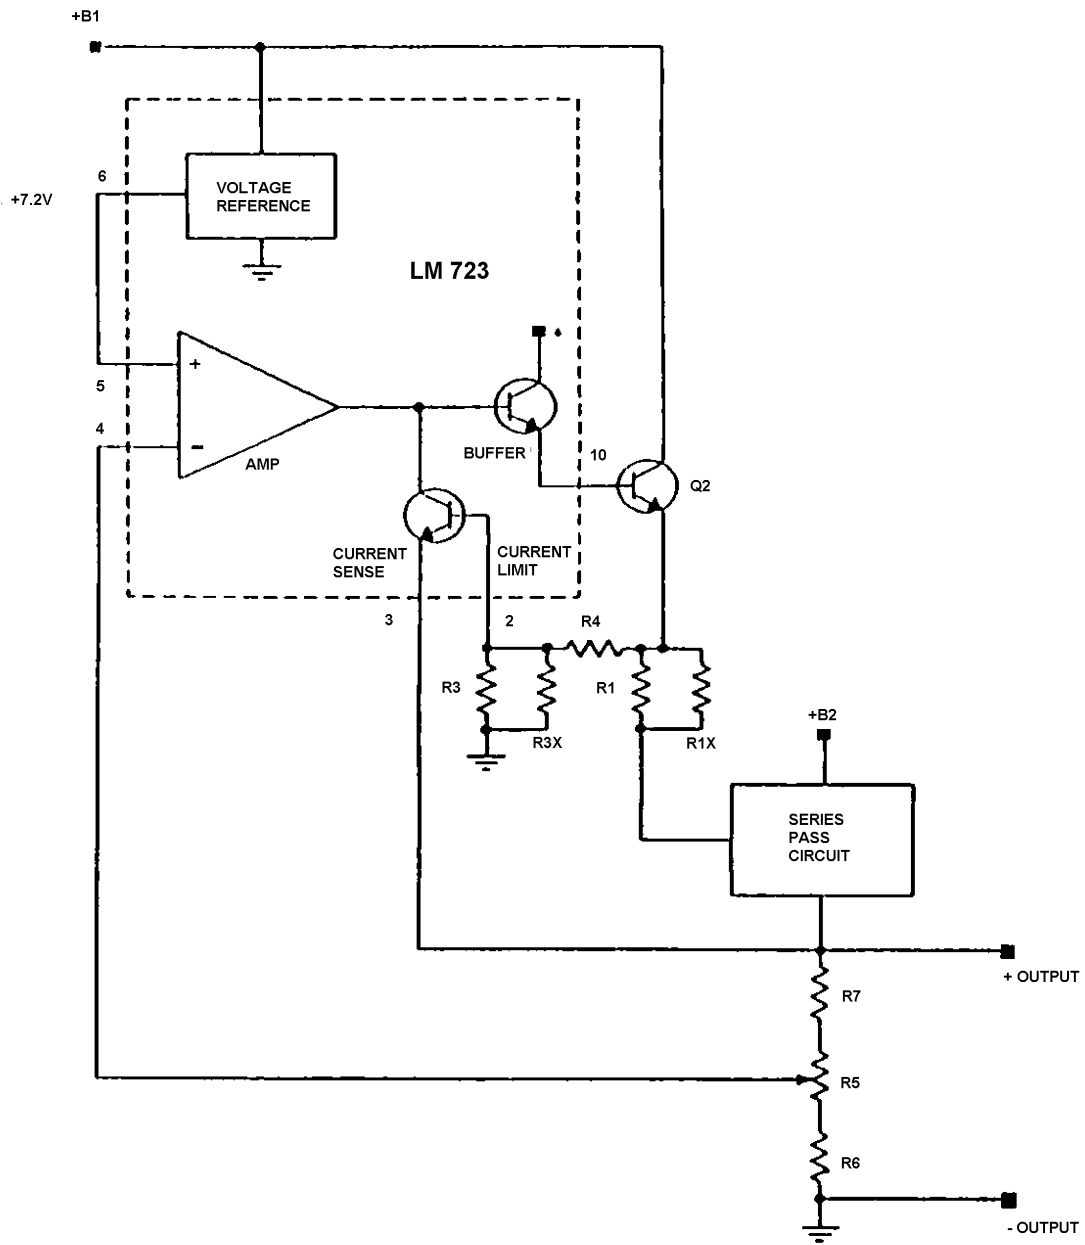 +B1
6
+7.2V
VOLTAGE
REFERENCE
LM 723
+
5
4
-
AMP
BUFFER
10
Q2
CURRENT
SENSE
CURRENT
LIMIT
3
2
R4
R3
R1
R3X
R1X
+B2
SERIES
PASS
CIRCUIT
+ OUTPUT
R7
R5
R6
- OUTPUT